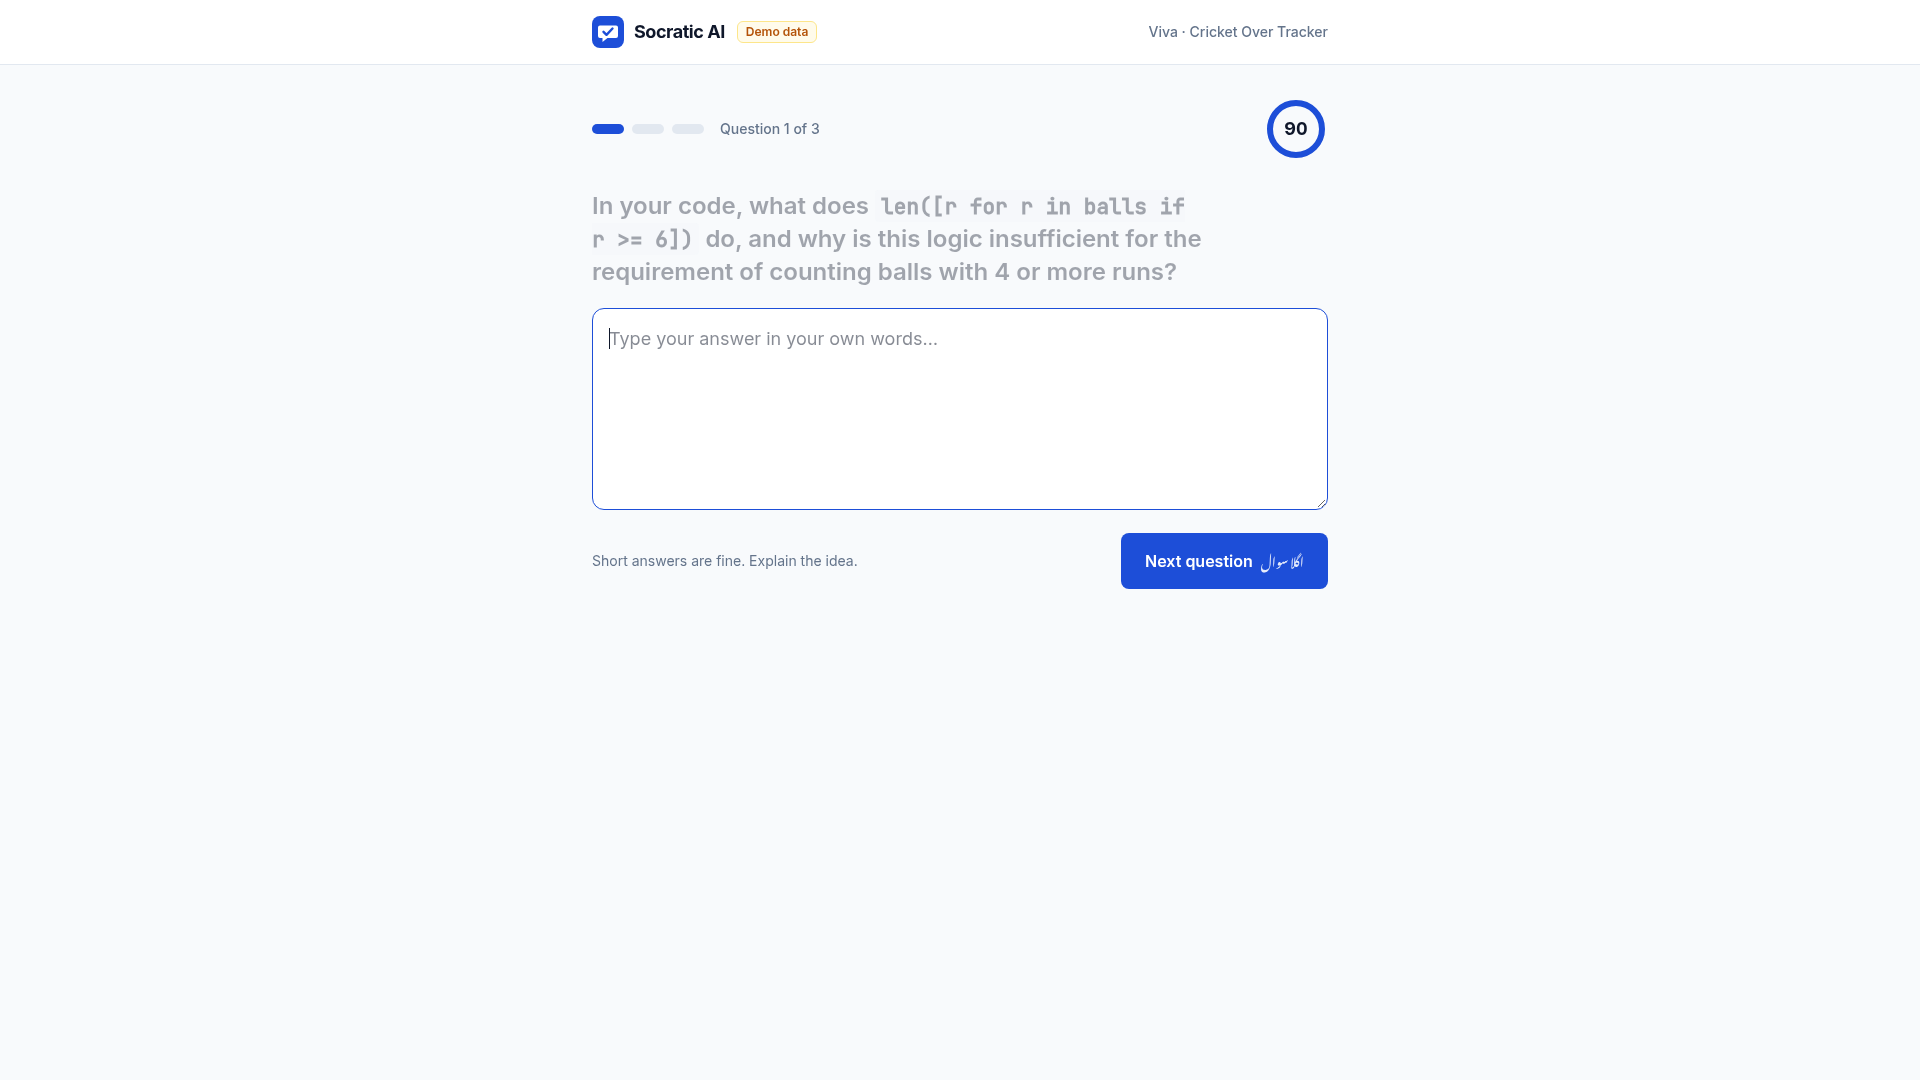 Socratic AI
Demo data
Viva · Cricket Over Tracker
Question 1 of 3
90
In your code, what does len([r for r in balls if
r >= 6]) do, and why is this logic insufficient for the
requirement of counting balls with 4 or more runs?
Type your answer in your own words...
Short answers are fine. Explain the idea.
Next question اگلا سوال